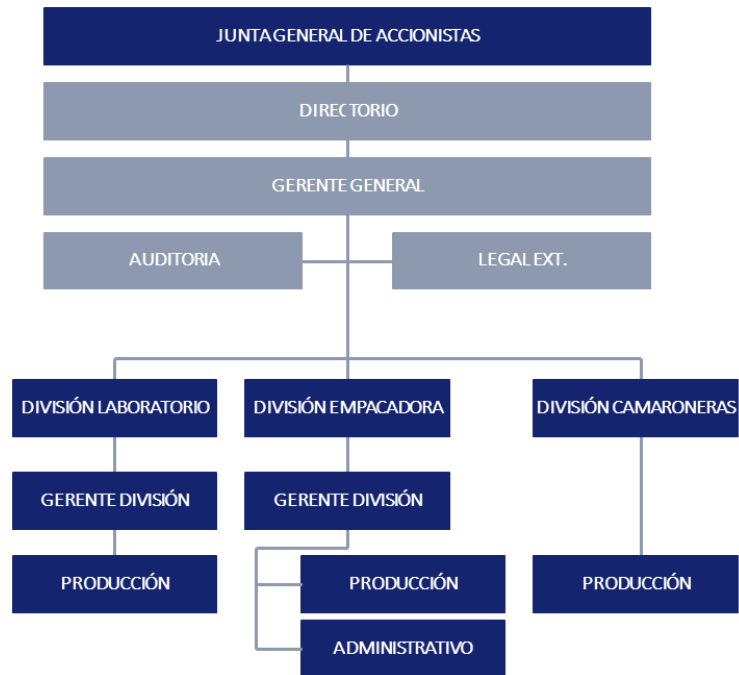 JUNTA GENERAL DE ACCIONISTAS
DIRECTORIO
GERENTE GENERAL
AUDITORIA
LEGAL EXT.
DIVISIÓN LABORATORIO
DIVISIÓN EMPACADORA
DIVISIÓN CAMARONERAS
GERENTE DIVISIÓN
GERENTE DIVISIÓN
PRODUCCIÓN
PRODUCCIÓN
PRODUCCIÓN
ADMINISTRATIVO